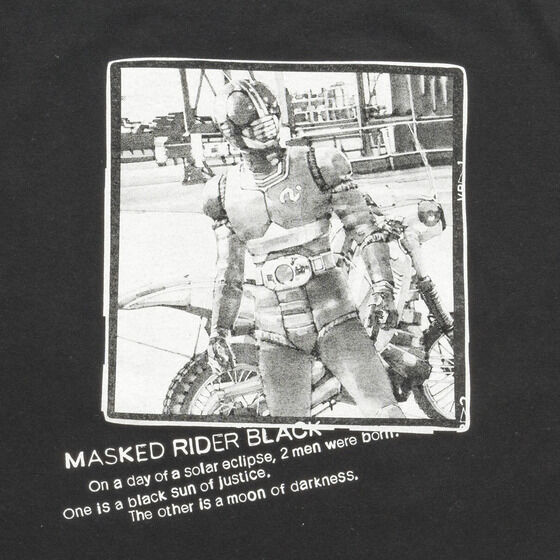 MASKED RIDER BLACK
On a day of a solar eclipse, 2 men were born.
One is a black sun of justice.
The other is a moon of darkness.